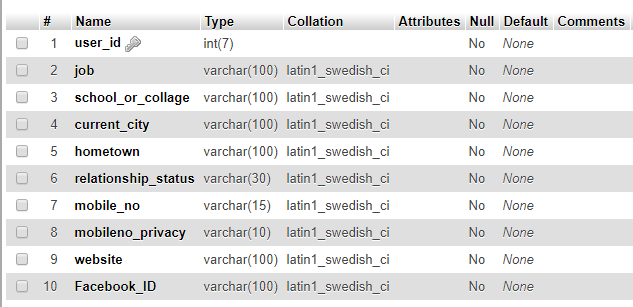 # Name Type Collation Attributes Null Default Comments
1 user_id int(7) No None
2 job varchar(100) latin1_swedish_ci No None
3 school_or_collage varchar(100) latin1_swedish_ci No None
4 current_city varchar(100) latin1_swedish_ci No None
5 hometown varchar(100) latin1_swedish_ci No None
6 relationship_status varchar(30) latin1_swedish_ci No None
7 mobile_no varchar(15) latin1_swedish_ci No None
8 mobileno_privacy varchar(10) latin1_swedish_ci No None
9 website varchar(100) latin1_swedish_ci No None
10 Facebook_ID varchar(100) latin1_swedish_ci No None